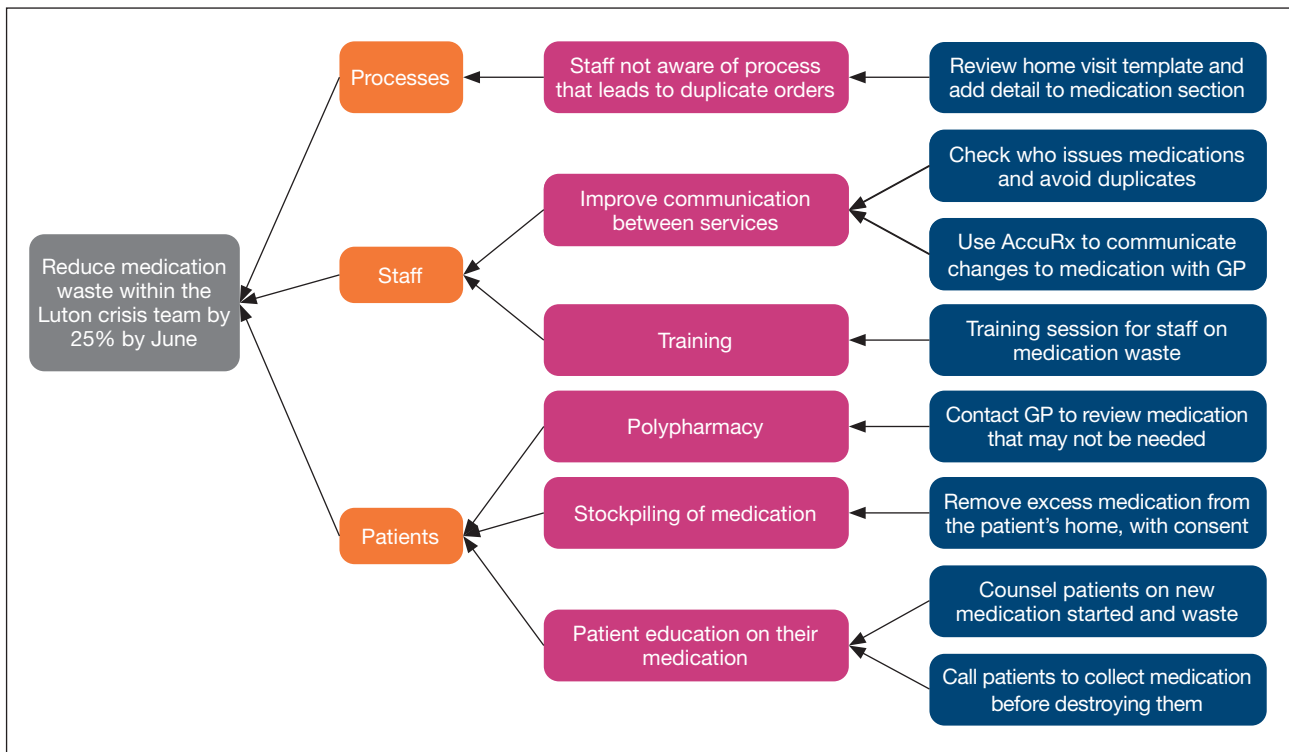 Reduce medication
waste within the
Luton crisis team by
25% by June
Processes
Staff
Patients
Staff not aware of process
that leads to duplicate orders
Improve communication
between services
Training
Polypharmacy
Stockpiling of medication
Patient education on their
medication
Review home visit template and
add detail to medication section
Check who issues medications
and avoid duplicates
Use AccuRx to communicate
changes to medication with GP
Training session for staff on
medication waste
Contact GP to review medication
that may not be needed
Remove excess medication from
the patient’s home, with consent
Counsel patients on new
medication started and waste
Call patients to collect medication
before destroying them